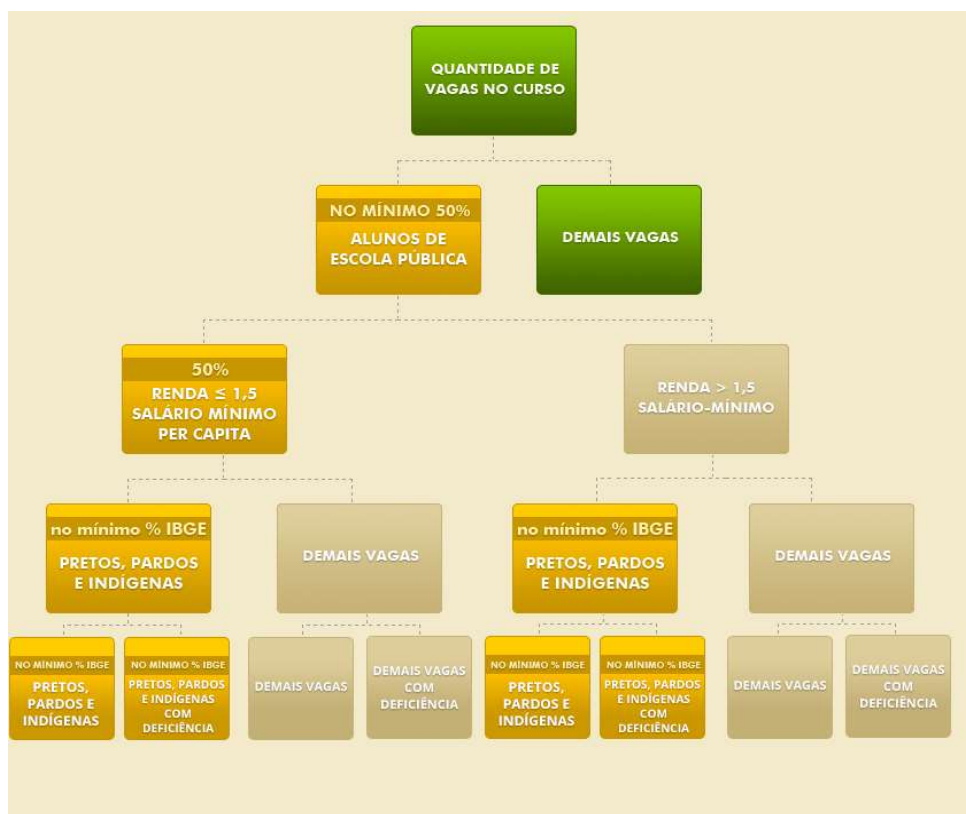 QUANTIDADE DE
VAGAS NO CURSO
NO MÍNIMO 50%
ALUNOS DE
ESCOLA PÚBLICA
DEMAIS VAGAS
50%
RENDA ≤ 1,5
SALÁRIO MÍNIMO
PER CAPITA
RENDA > 1,5
SALÁRIO-MÍNIMO
no mínimo % IBGE
PRETOS, PARDOS
E INDÍGENAS
DEMAIS VAGAS
no mínimo % IBGE
PRETOS, PARDOS
E INDÍGENAS
DEMAIS VAGAS
NO MÍNIMO % IBGE
PRETOS,
PARDOS E
INDÍGENAS
NO MÍNIMO % IBGE
PRETOS, PARDOS
E INDÍGENAS
COM
DEFICIÊNCIA
DEMAIS VAGAS
DEMAIS VAGAS
COM
DEFICIÊNCIA
NO MÍNIMO % IBGE
PRETOS,
PARDOS E
INDÍGENAS
NO MÍNIMO % IBGE
PRETOS, PARDOS
E INDÍGENAS
COM
DEFICIÊNCIA
DEMAIS VAGAS
DEMAIS VAGAS
COM
DEFICIÊNCIA